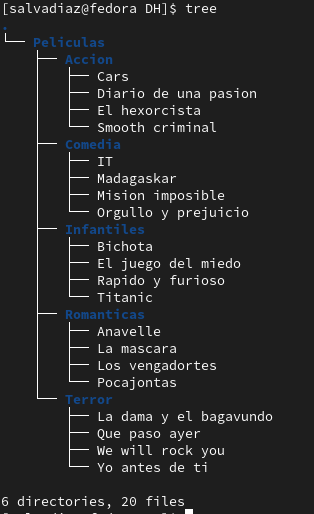 [salvadiaz@fedora DH]$ tree
.
└── Peliculas
    ├── Accion
    │   ├── Cars
    │   ├── Diario de una pasion
    │   ├── El hexorcista
    │   └── Smooth criminal
    ├── Comedia
    │   ├── IT
    │   ├── Madagaskar
    │   ├── Mision imposible
    │   └── Orgullo y prejuicio
    ├── Infantiles
    │   ├── Bichota
    │   ├── El juego del miedo
    │   ├── Rapido y furioso
    │   └── Titanic
    ├── Romanticas
    │   ├── Anavelle
    │   ├── La mascara
    │   ├── Los vengadortes
    │   └── Pocajontas
    └── Terror
        ├── La dama y el bagavundo
        ├── Que paso ayer
        ├── We will rock you
        └── Yo antes de ti

6 directories, 20 files